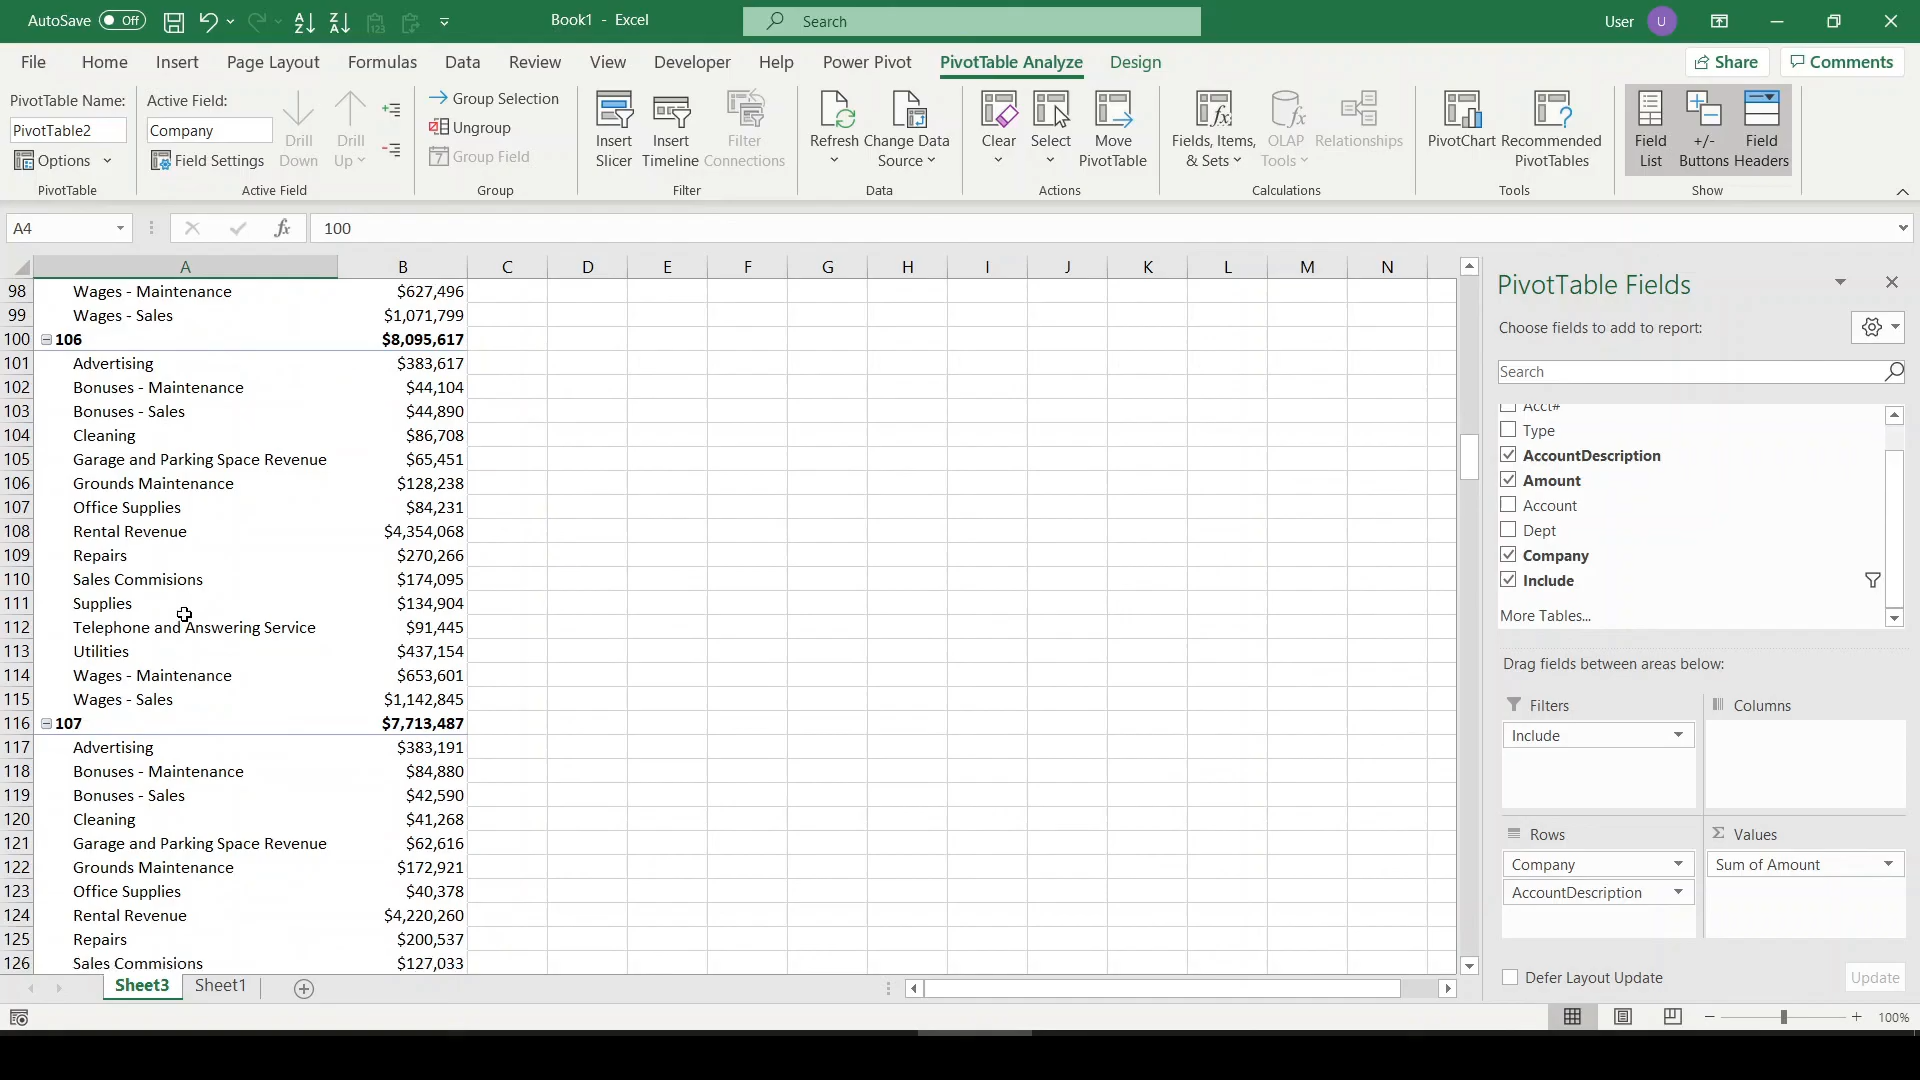 AutoSave Off Book1 - Excel Search User U
File Home Insert Page Layout Formulas Data Review View Developer Help Power Pivot PivotTable Analyze Design Share Comments
PivotTable Name:
PivotTable2
Options
PivotTable
Active Field:
Company
Field Settings
Drill Down
Drill Up
Active Field
Group Selection
Ungroup
Group Field
Group
Insert Slicer
Insert Timeline
Filter Connections
Filter
Refresh
Change Data Source
Data
Clear
Select
Move PivotTable
Actions
Fields, Items, & Sets
OLAP Tools
Relationships
Calculations
PivotChart
Recommended PivotTables
Tools
Field List
+/- Buttons
Field Headers
Show
A4 fx 100
A B C D E F G H I J K L M N
98 Wages - Maintenance $627,496
99 Wages - Sales $1,071,799
100 106 $8,095,617
101 Advertising $383,617
102 Bonuses - Maintenance $44,104
103 Bonuses - Sales $44,890
104 Cleaning $86,708
105 Garage and Parking Space Revenue $65,451
106 Grounds Maintenance $128,238
107 Office Supplies $84,231
108 Rental Revenue $4,354,068
109 Repairs $270,266
110 Sales Commisions $174,095
111 Supplies $134,904
112 Telephone and Answering Service $91,445
113 Utilities $437,154
114 Wages - Maintenance $653,601
115 Wages - Sales $1,142,845
116 107 $7,713,487
117 Advertising $383,191
118 Bonuses - Maintenance $84,880
119 Bonuses - Sales $42,590
120 Cleaning $41,268
121 Garage and Parking Space Revenue $62,616
122 Grounds Maintenance $172,921
123 Office Supplies $40,378
124 Rental Revenue $4,220,260
125 Repairs $200,537
126 Sales Commisions $127,033
Sheet3 Sheet1
PivotTable Fields
Choose fields to add to report:
Search
Acct#
Type
AccountDescription
Amount
Account
Dept
Company
Include
More Tables...
Drag fields between areas below:
Filters
Include
Columns
Rows
Company
AccountDescription
Σ Values
Sum of Amount
Defer Layout Update Update
100%